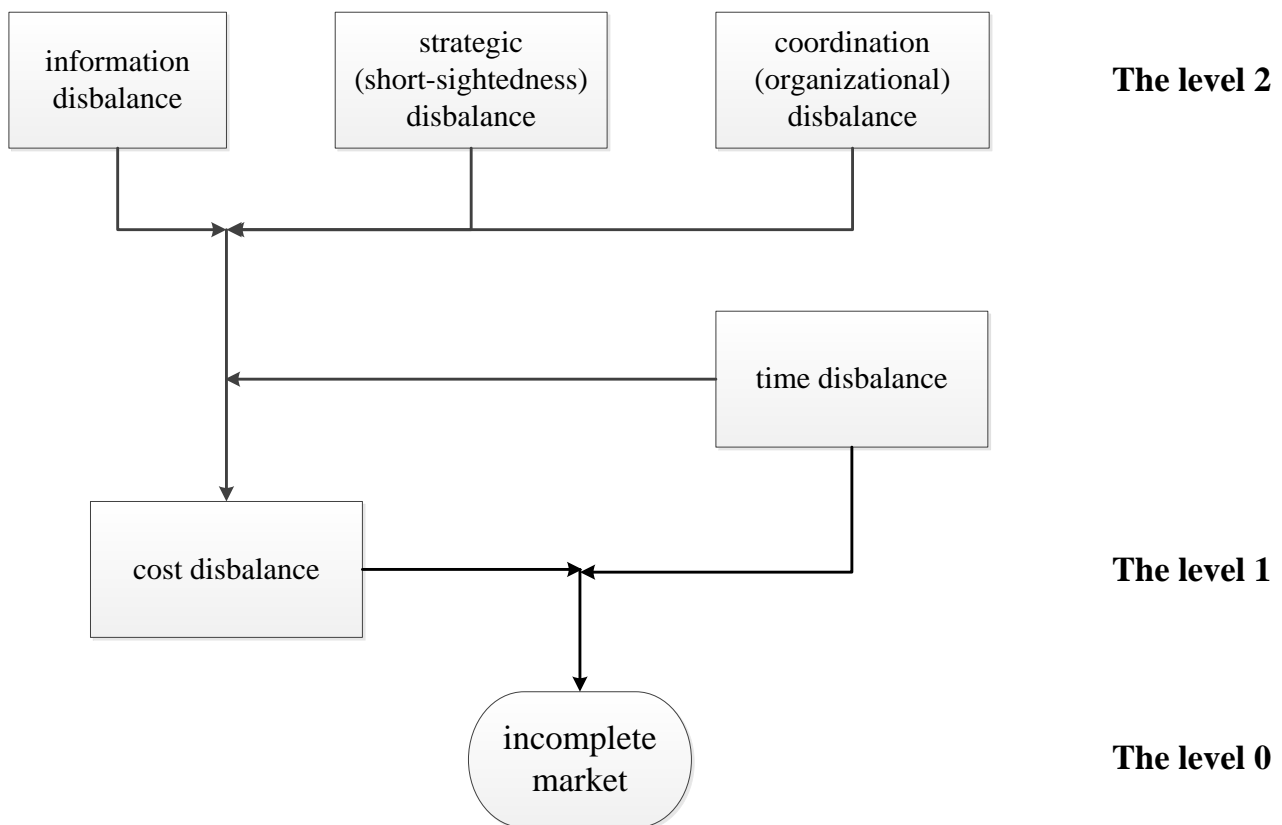 information
disbalance
strategic
(short-sightedness)
disbalance
coordination
(organizational)
disbalance
The level 2
time disbalance
cost disbalance
The level 1
incomplete
market
The level 0